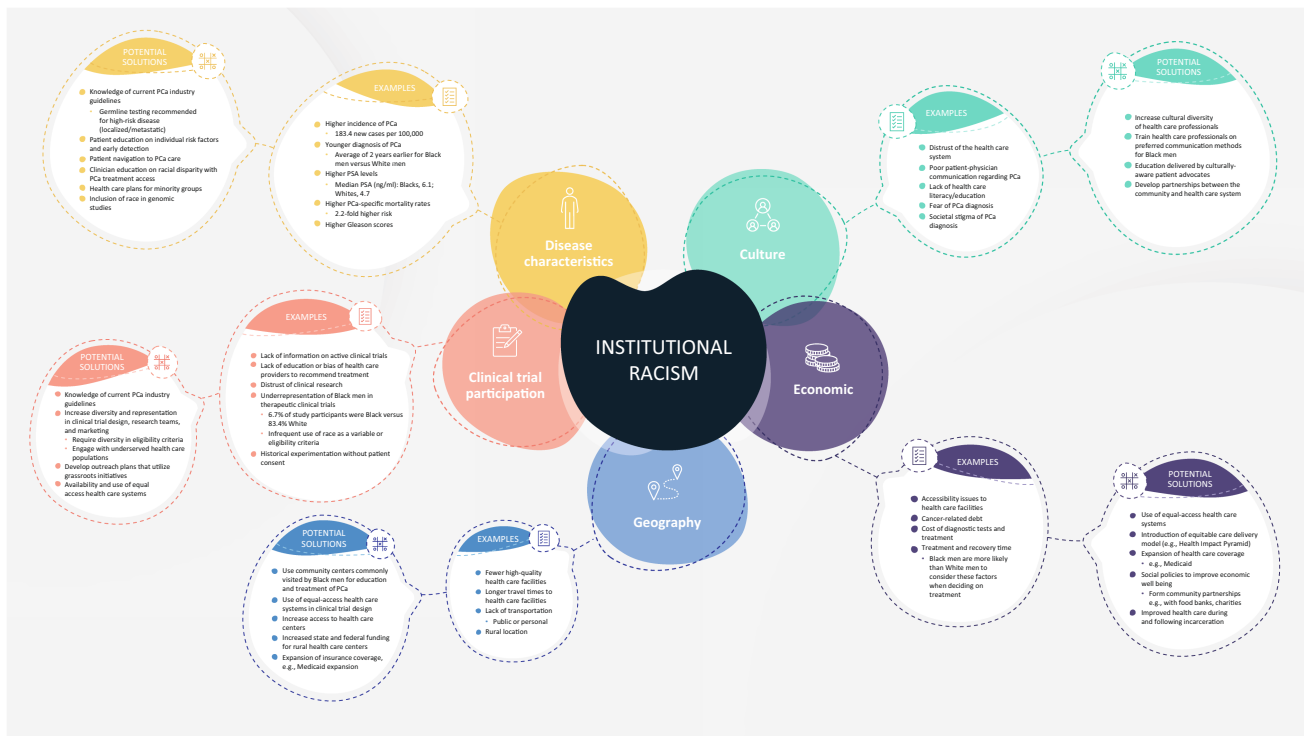 POTENTIAL
SOLUTIONS
Knowledge of current PCa industry
guidelines
Germline testing recommended
for high-risk disease
(localized/metastatic)
Patient education on individual risk factors
and early detection
Patient navigation to PCa care
Clinician education on racial disparity with
PCa treatment access
Health care plans for minority groups
Inclusion of race in genomic
studies
EXAMPLES
Higher incidence of PCa
183.4 new cases per 100,000
Younger diagnosis of PCa
Average of 2 years earlier for Black
men versus White men
Higher PSA levels
Median PSA (ng/ml): Blacks, 6.1;
Whites, 4.7
Higher PCa-specific mortality rates
2.2-fold higher risk
Higher Gleason scores
Disease
characteristics
Culture
EXAMPLES
Distrust of the health care
system
Poor patient-physician
communication regarding PCa
Lack of health care
literacy/education
Fear of PCa diagnosis
Societal stigma of PCa
diagnosis
POTENTIAL
SOLUTIONS
Increase cultural diversity
of health care professionals
Train health care professionals on
preferred communication methods
for Black men
Education delivered by culturally-
aware patient advocates
Develop partnerships between the
community and health care system
POTENTIAL
SOLUTIONS
Knowledge of current PCa industry
guidelines
Increase diversity and representation
in clinical trial design, research teams,
and marketing
Require diversity in eligibility criteria
Engage with underserved health care
populations
Develop outreach plans that utilize
grassroots initiatives
Availability and use of equal
access health care systems
EXAMPLES
Lack of information on active clinical trials
Lack of education or bias of health care
providers to recommend treatment
Distrust of clinical research
Underrepresentation of Black men in
therapeutic clinical trials
6.7% of study participants were Black versus
83.4% White
Infrequent use of race as a variable or
eligibility criteria
Historical experimentation without patient
consent
Clinical trial
participation
INSTITUTIONAL
RACISM
Economic
Geography
POTENTIAL
SOLUTIONS
Use community centers commonly
visited by Black men for education
and treatment of PCa
Use of equal-access health care
systems in clinical trial design
Increase access to health care
centers
Increased state and federal funding
for rural health care centers
Expansion of insurance coverage,
e.g., Medicaid expansion
EXAMPLES
Fewer high-quality
health care facilities
Longer travel times to
health care facilities
Lack of transportation
Public or personal
Rural location
EXAMPLES
Accessibility issues to
health care facilities
Cancer-related debt
Cost of diagnostic tests and
treatment
Treatment and recovery time
Black men are more likely
than White men to
consider these factors
when deciding on
treatment
POTENTIAL
SOLUTIONS
Use of equal-access health care
systems
Introduction of equitable care delivery
model (e.g., Health Impact Pyramid)
Expansion of health care coverage
e.g., Medicaid
Social policies to improve economic
well being
Form community partnerships
e.g., with food banks, charities
Improved health care during
and following incarceration